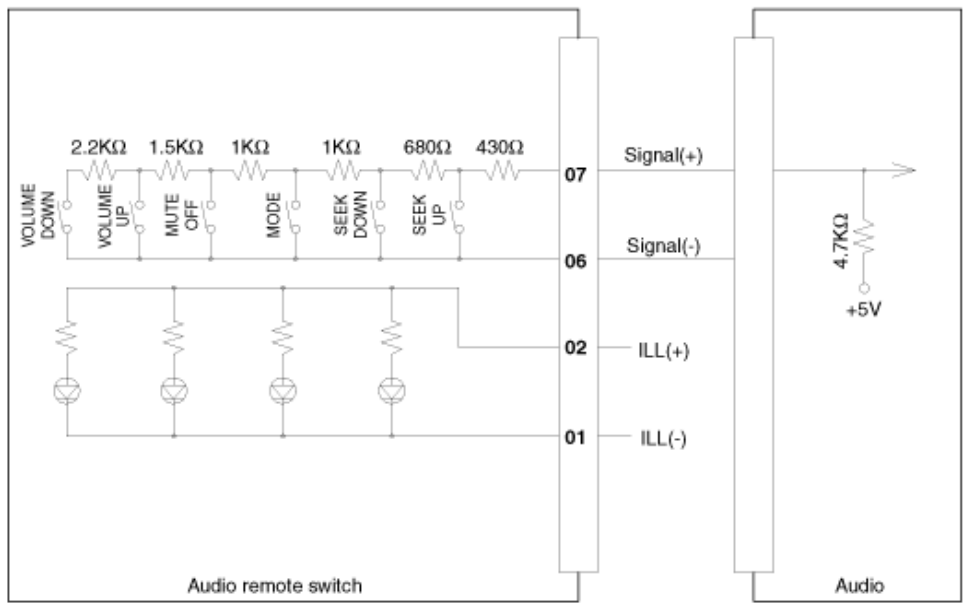 2.2KΩ 1.5KΩ 1KΩ 1KΩ 680Ω 430Ω
VOLUME
DOWN
VOLUME
UP
MUTE
OFF
MODE
SEEK
DOWN
SEEK
UP
07
Signal(+)
06
Signal(-)
4.7KΩ
+5V
02
ILL(+)
01
ILL(-)
Audio remote switch
Audio